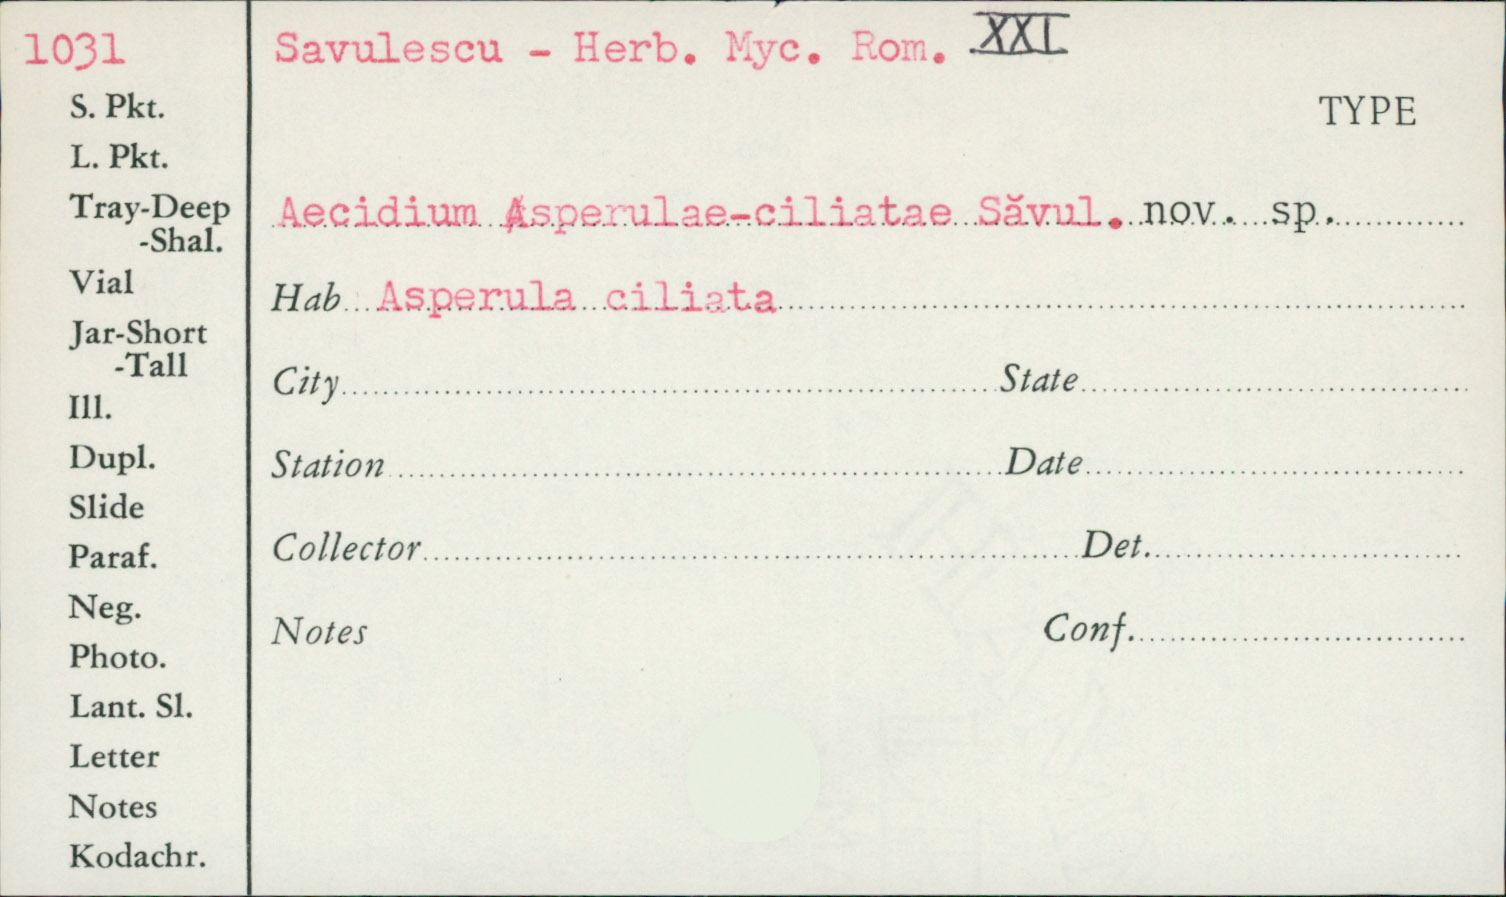 1031
Savulescu - Herb. Myc. Rom. XXI
TYPE
S. Pkt.
L. Pkt.
Tray-Deep
-Shal.
Vial
Jar-Short
-Tall
Ill.
Dupl.
Slide
Paraf.
Neg.
Photo.
Lant. Sl.
Letter
Notes
Kodachr.
Aecidium Asperulae-ciliatae Săvul. nov. sp.
Hab Asperula ciliata
City State
Station Date
Collector Det.
Notes Conf.